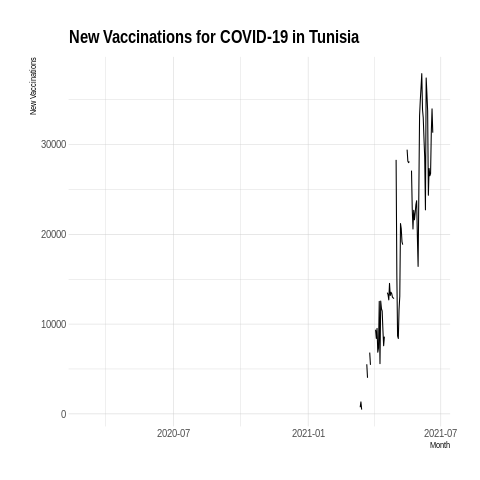 New Vaccinations for COVID-19 in Tunisia
New Vaccinations
30000
20000
10000
0
2020-07
2021-01
2021-07
Month